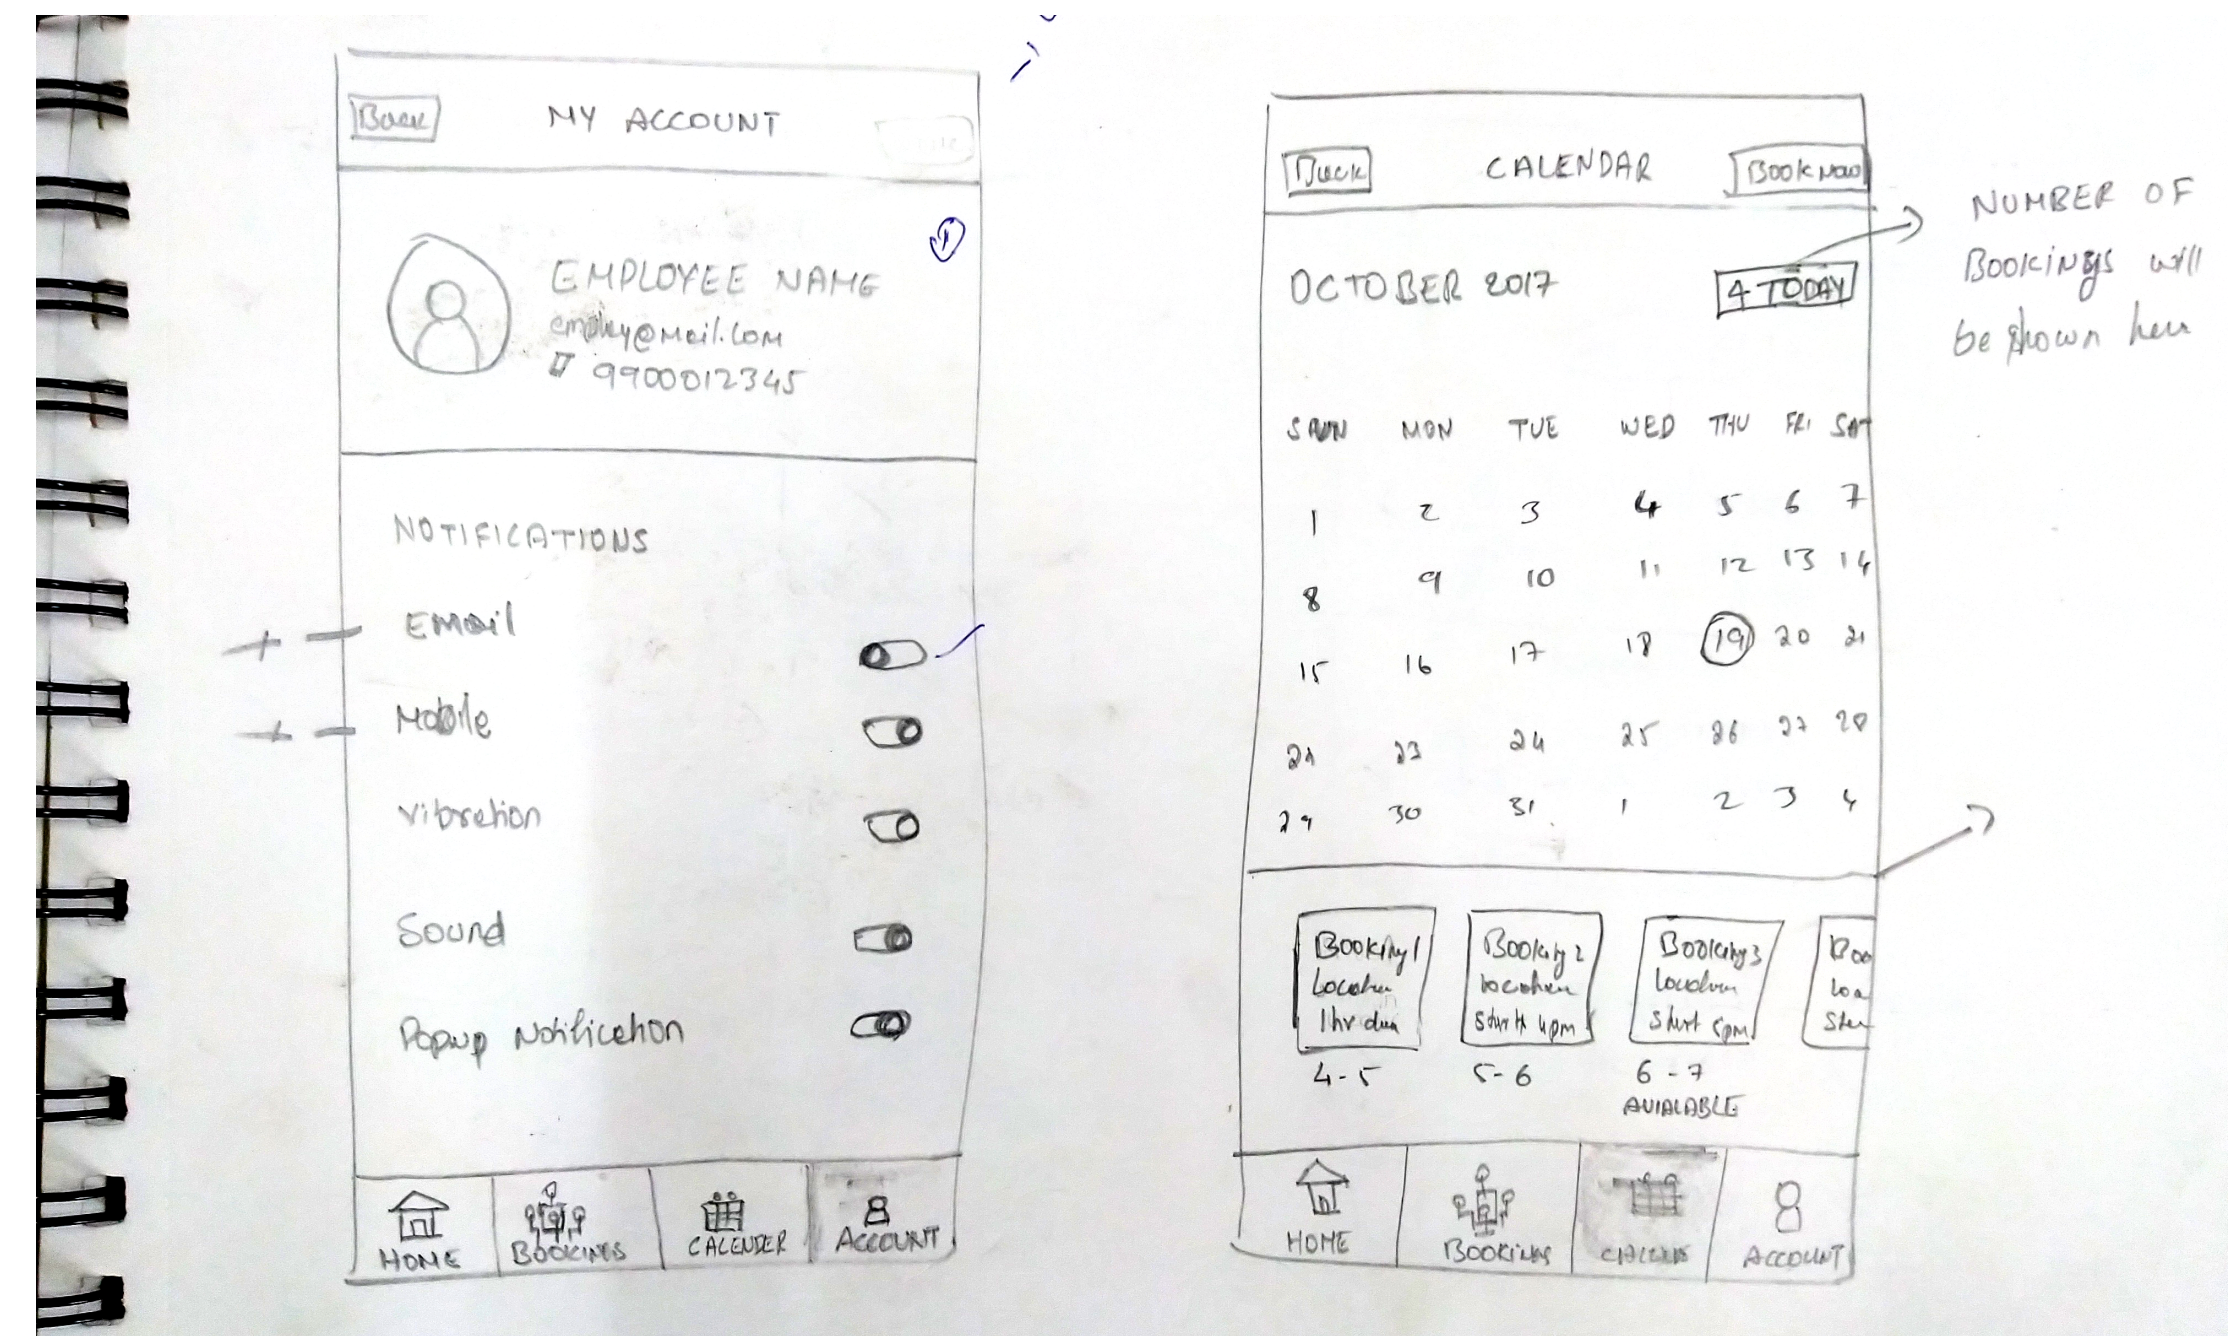 Back MY ACCOUNT
EMPLOYEE NAME
9900012345
NOTIFICATIONS
Email
Mobile
Vibration
Sound
Popup Notification
HOME BOOKINGS CALENDER ACCOUNT
Back CALENDAR Book Now
OCTOBER 2017 4 TODAY
NUMBER OF
Bookings will
be shown here
SUN MON TUE WED THU FRI SAT
1 2 3 4 5 6 7
8 9 10 11 12 13 14
15 16 17 18 19 20 21
22 23 24 25 26 27 28
29 30 31 1 2 3 4
Booking 1 Booking 2 Booking 3 Boo
Location Location Location Loa
1hr Start 4pm Start 5pm
4-5 5-6 6-7
AVIALABLE
HOME BOOKINGS ACCOUNT